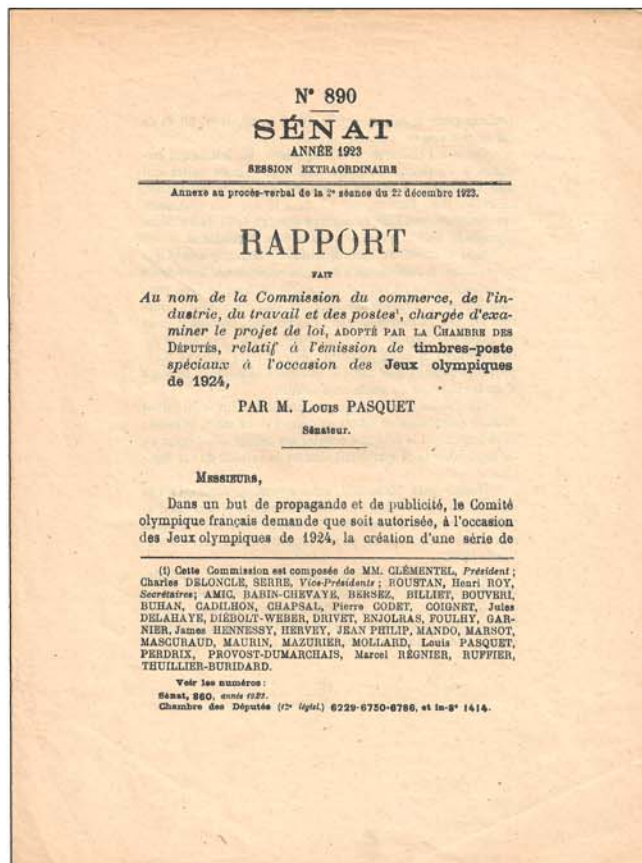 N° 890
SÉNAT
ANNÉE 1923
SESSION EXTRAORDINAIRE
Annexe au procès-verbal de la 2e séance du 22 décembre 1923.
RAPPORT
FAIT
Au nom de la Commission du commerce, de l'in-
dustrie, du travail et des postes¹, chargée d'exa-
miner le projet de loi, ADOPTÉ PAR LA CHAMBRE DES
DÉPUTÉS, relatif à l'émission de timbres-poste
spéciaux à l'occasion des Jeux olympiques
de 1924,
PAR M. Louis PASQUET
Sénateur.
MESSIEURS,
Dans un but de propagande et de publicité, le Comité
olympique français demande que soit autorisée, à l'occasion
des Jeux olympiques de 1924, la création d'une série de
(1) Cette Commission est composée de MM. CLÉMENTEL, Président ;
Charles DELONCLE, SERRE, Vice-Présidents ; ROUSTAN, Henri ROY,
Secrétaires ; AMIC, BABIN-CHEVAYE, BERSEZ, BILLIET, BOUVERI,
BUHAN, CADILHON, CHAPSAL, Pierre CODET, COIGNET, Jules
DELAHAYE, DIÉBOLT-WEBER, DRIVET, ENJOLRAS, FOULHY, GAR-
NIER, James HENNESSY, HERVEY, JEAN PHILIP, MANDO, MARSOT,
MASCURAUD, MAURIN, MAZURIER, MOLLARD, Louis PASQUET,
PERDRIX, PROVOST-DUMARCHAIS, Marcel RÉGNIER, RUFFIER,
THUILLIER-BURIDARD.
Voir les numéros :
Sénat, 860, année 1923.
Chambre des Députés (12e législ.) 6229-6750-6786, et in-8° 1414.